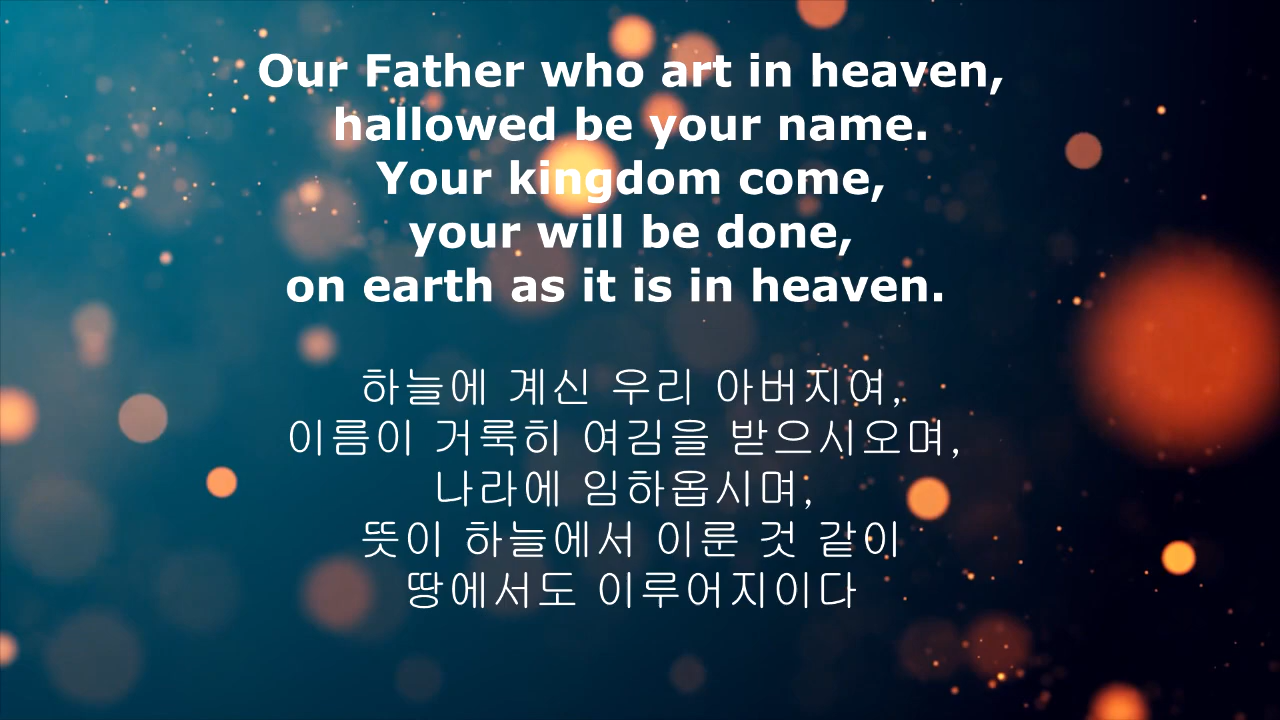 Our Father who art in heaven,
hallowed be your name.
Your kingdom come,
your will be done,
on earth as it is in heaven.
하늘에 계신 우리 아버지여,
이름이 거룩히 여김을 받으시오며,
나라에 임하옵시며,
뜻이 하늘에서 이룬 것 같이
땅에서도 이루어지이다